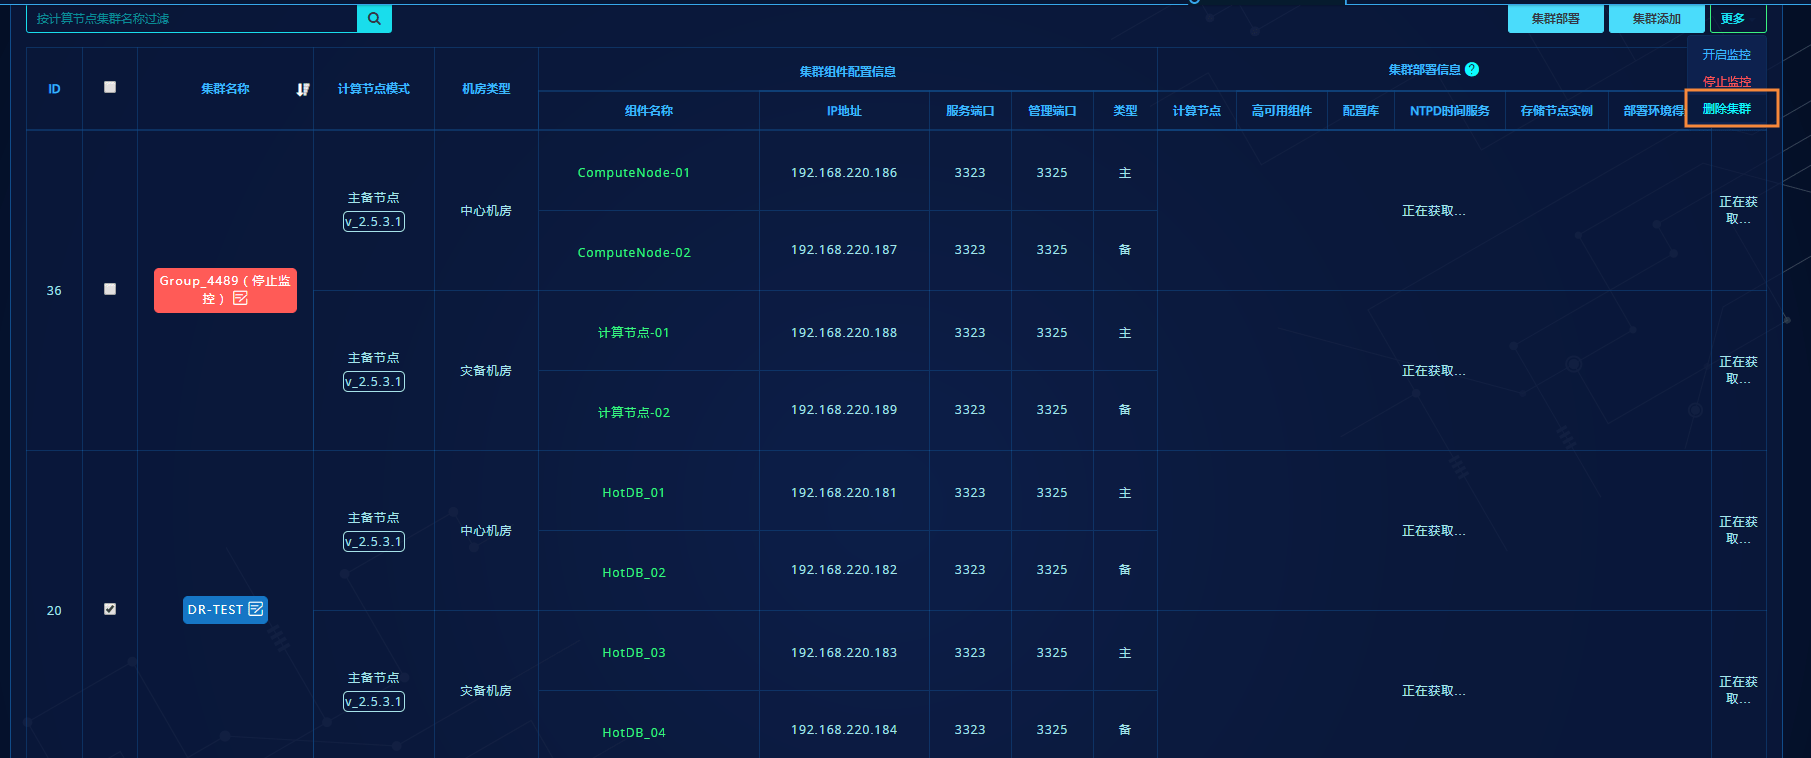 按计算节点集群名称过滤
集群部署
集群添加
更多
开启监控
停止监控
删除集群
ID
集群名称
计算节点模式
机房类型
集群组件配置信息
集群部署信息 ?
组件名称
IP地址
服务端口
管理端口
类型
计算节点
高可用组件
配置库
NTPD时间服务
存储节点实例
部署环境得
36
Group_4489 ( 停止监
控 )
主备节点
v_2.5.3.1
中心机房
ComputeNode-01
192.168.220.186
3323
3325
主
正在获取...
正在获
取...
ComputeNode-02
192.168.220.187
3323
3325
备
主备节点
v_2.5.3.1
灾备机房
计算节点-01
192.168.220.188
3323
3325
主
正在获取...
正在获
取...
计算节点-02
192.168.220.189
3323
3325
备
20
DR-TEST
主备节点
v_2.5.3.1
中心机房
HotDB_01
192.168.220.181
3323
3325
主
正在获取...
正在获
取...
HotDB_02
192.168.220.182
3323
3325
备
主备节点
v_2.5.3.1
灾备机房
HotDB_03
192.168.220.183
3323
3325
主
正在获取...
正在获
取...
HotDB_04
192.168.220.184
3323
3325
备